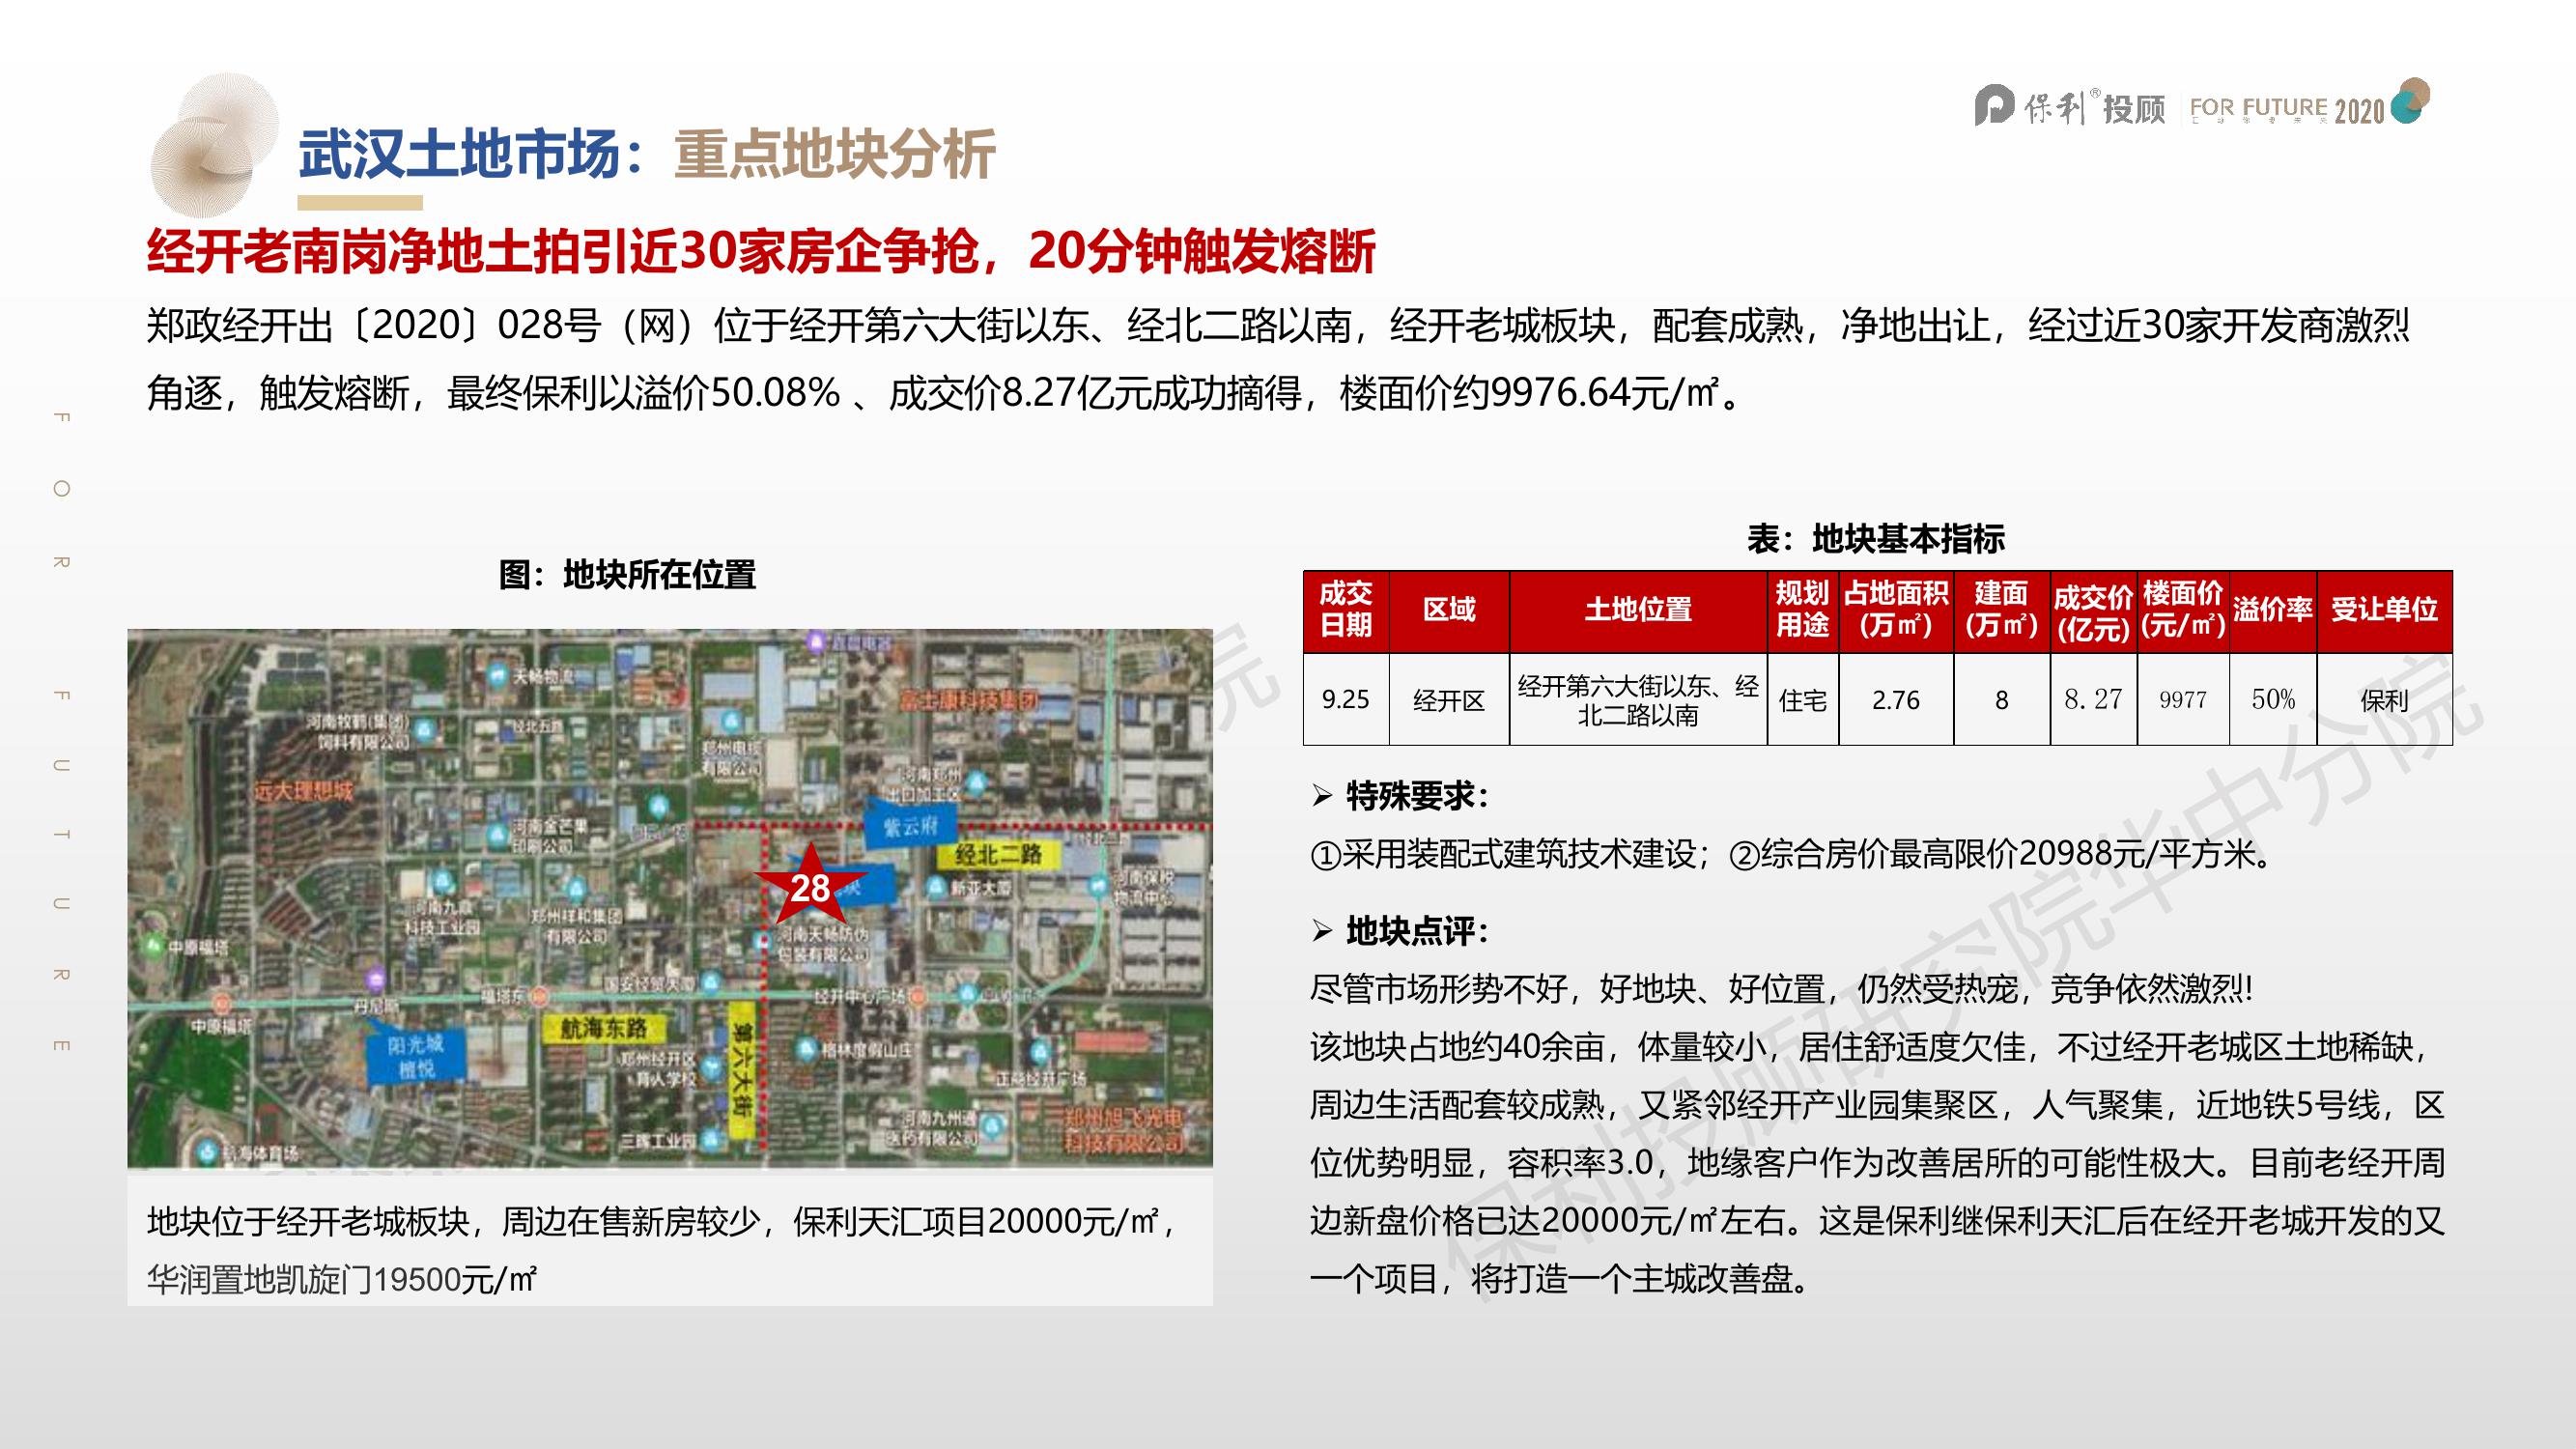 保利®投顾 FOR FUTURE 2020
武汉土地市场：重点地块分析
经开老南岗净地土拍引近30家房企争抢，20分钟触发熔断
郑政经开出〔2020〕028号（网）位于经开第六大街以东、经北二路以南，经开老城板块，配套成熟，净地出让，经过近30家开发商激烈
角逐，触发熔断，最终保利以溢价50.08% 、成交价8.27亿元成功摘得，楼面价约9976.64元/㎡。
FOR FUTURE
图：地块所在位置
嘉晶电器
天畅物流
富士康科技集团
河南牧鹤(集团)
饲料有限公司
经北五路
郑州电缆
有限公司
河南郑州
出口加工区
远大理想城
紫云府
河南金芒果
印刷公司
经北二路
28
新亚大厦
河南保税
物流中心
河南九鼎
科技工业园
郑州祥和集团
有限公司
河南天畅防伪
包装有限公司
中原福塔
国安经贸大厦
丹尼斯
福塔东
经开中心广场
中原福塔
航海东路
第六大街
阳光城
檀悦
郑州经开区
育人学校
格林度假山庄
正商经开广场
河南九州通
医药有限公司
郑州旭飞光电
科技有限公司
三晖工业园
航海体育场
地块位于经开老城板块，周边在售新房较少，保利天汇项目20000元/㎡，
华润置地凯旋门19500元/㎡
表：地块基本指标
成交日期 区域 土地位置 规划用途 占地面积(万㎡) 建面(万㎡) 成交价(亿元) 楼面价(元/㎡) 溢价率 受让单位
9.25 经开区 经开第六大街以东、经北二路以南 住宅 2.76 8 8.27 9977 50% 保利
➢ 特殊要求：
①采用装配式建筑技术建设；②综合房价最高限价20988元/平方米。
➢ 地块点评：
尽管市场形势不好，好地块、好位置，仍然受热宠，竞争依然激烈!
该地块占地约40余亩，体量较小，居住舒适度欠佳，不过经开老城区土地稀缺，
周边生活配套较成熟，又紧邻经开产业园集聚区，人气聚集，近地铁5号线，区
位优势明显，容积率3.0，地缘客户作为改善居所的可能性极大。目前老经开周
边新盘价格已达20000元/㎡左右。这是保利继保利天汇后在经开老城开发的又
一个项目，将打造一个主城改善盘。
保利投顾研究院华中分院
院